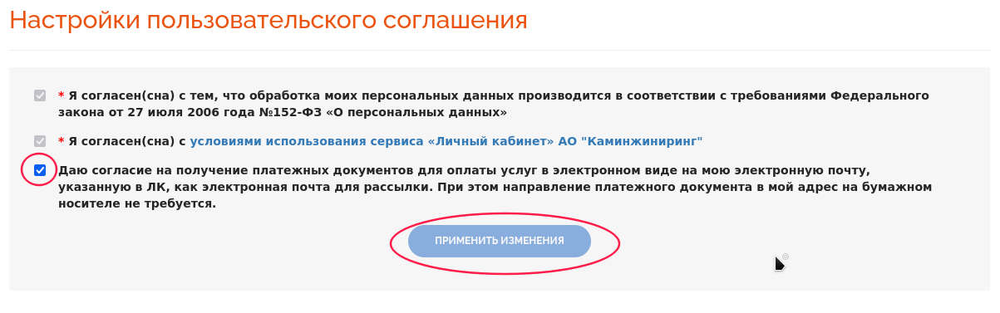 Настройки пользовательского соглашения
* Я согласен(сна) с тем, что обработка моих персональных данных производится в соответствии с требованиями Федерального
закона от 27 июля 2006 года №152-ФЗ «О персональных данных»
* Я согласен(сна) с условиями использования сервиса «Личный кабинет» АО "Каминжиниринг"
Даю согласие на получение платежных документов для оплаты услуг в электронном виде на мою электронную почту,
указанную в ЛК, как электронная почта для рассылки. При этом направление платежного документа в мой адрес на бумажном
носителе не требуется.
ПРИМЕНИТЬ ИЗМЕНЕНИЯ